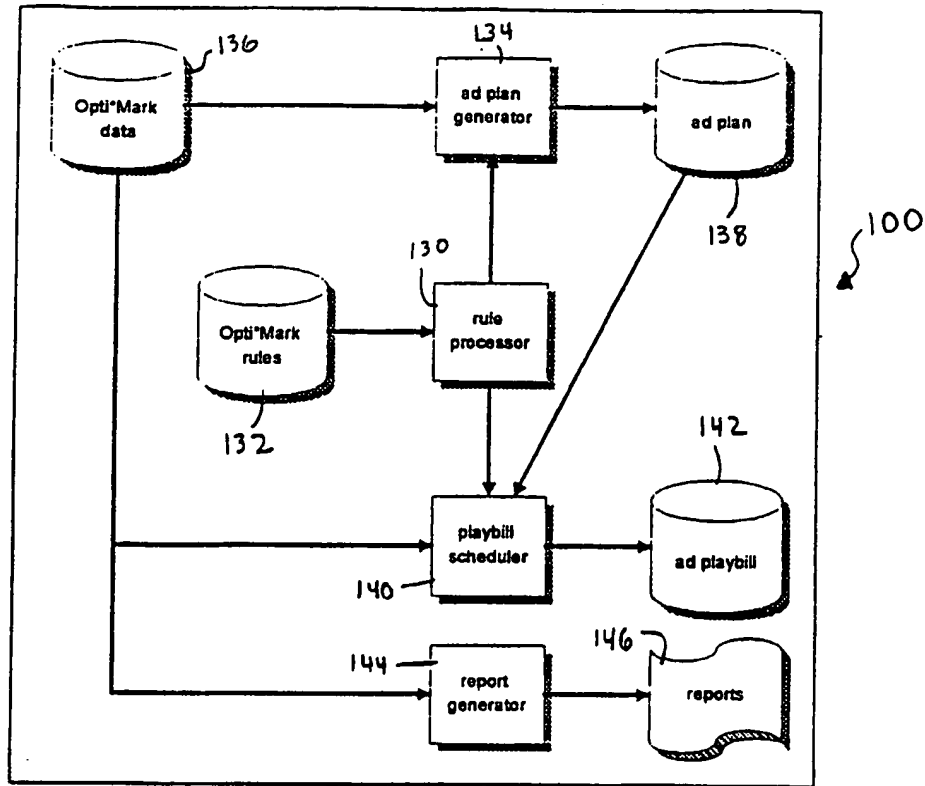 136
Opti*Mark
data
134
ad plan
generator
ad plan
138
100
130
Opti*Mark
rules
132
rule
processor
142
playbill
scheduler
140
ad playbill
144
report
generator
146
reports